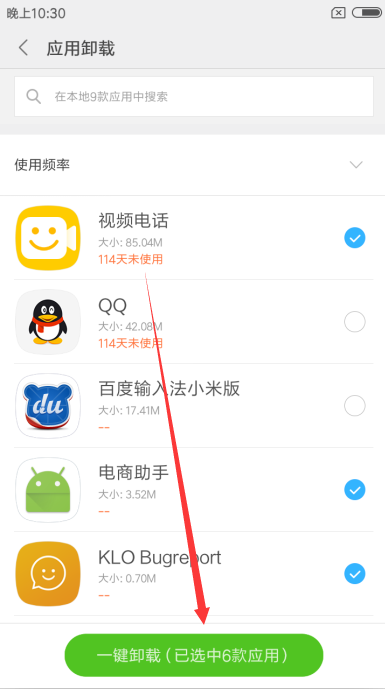 晚上10:30
应用卸载
在本地9款应用中搜索
使用频率
视频电话
大小: 85.04M
114天未使用
QQ
大小: 42.08M
114天未使用
du
百度输入法小米版
大小: 17.41M
--
电商助手
大小: 3.52M
--
KLO Bugreport
大小: 0.70M
--
一键卸载（已选中6款应用）